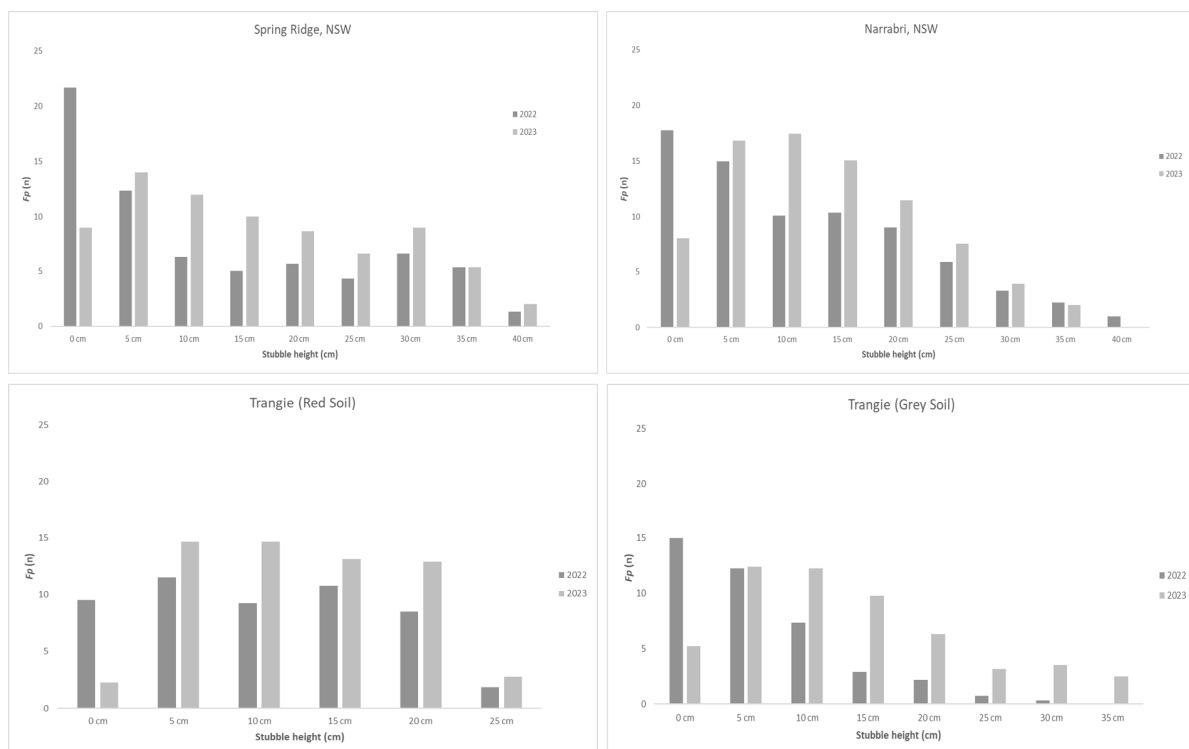 Spring Ridge, NSW
25
20
15
10
5
0
Fp (n)
0 cm 5 cm 10 cm 15 cm 20 cm 25 cm 30 cm 35 cm 40 cm
Stubble height (cm)
2022
2023
Narrabri, NSW
25
20
15
10
5
0
Fp (n)
0 cm 5 cm 10 cm 15 cm 20 cm 25 cm 30 cm 35 cm 40 cm
Stubble height (cm)
2022
2023
Trangie (Red Soil)
25
20
15
10
5
0
Fp (n)
0 cm 5 cm 10 cm 15 cm 20 cm 25 cm
Stubble height (cm)
2022
2023
Trangie (Grey Soil)
25
20
15
10
5
0
Fp (n)
0 cm 5 cm 10 cm 15 cm 20 cm 25 cm 30 cm 35 cm
Stubble height (cm)
2022
2023